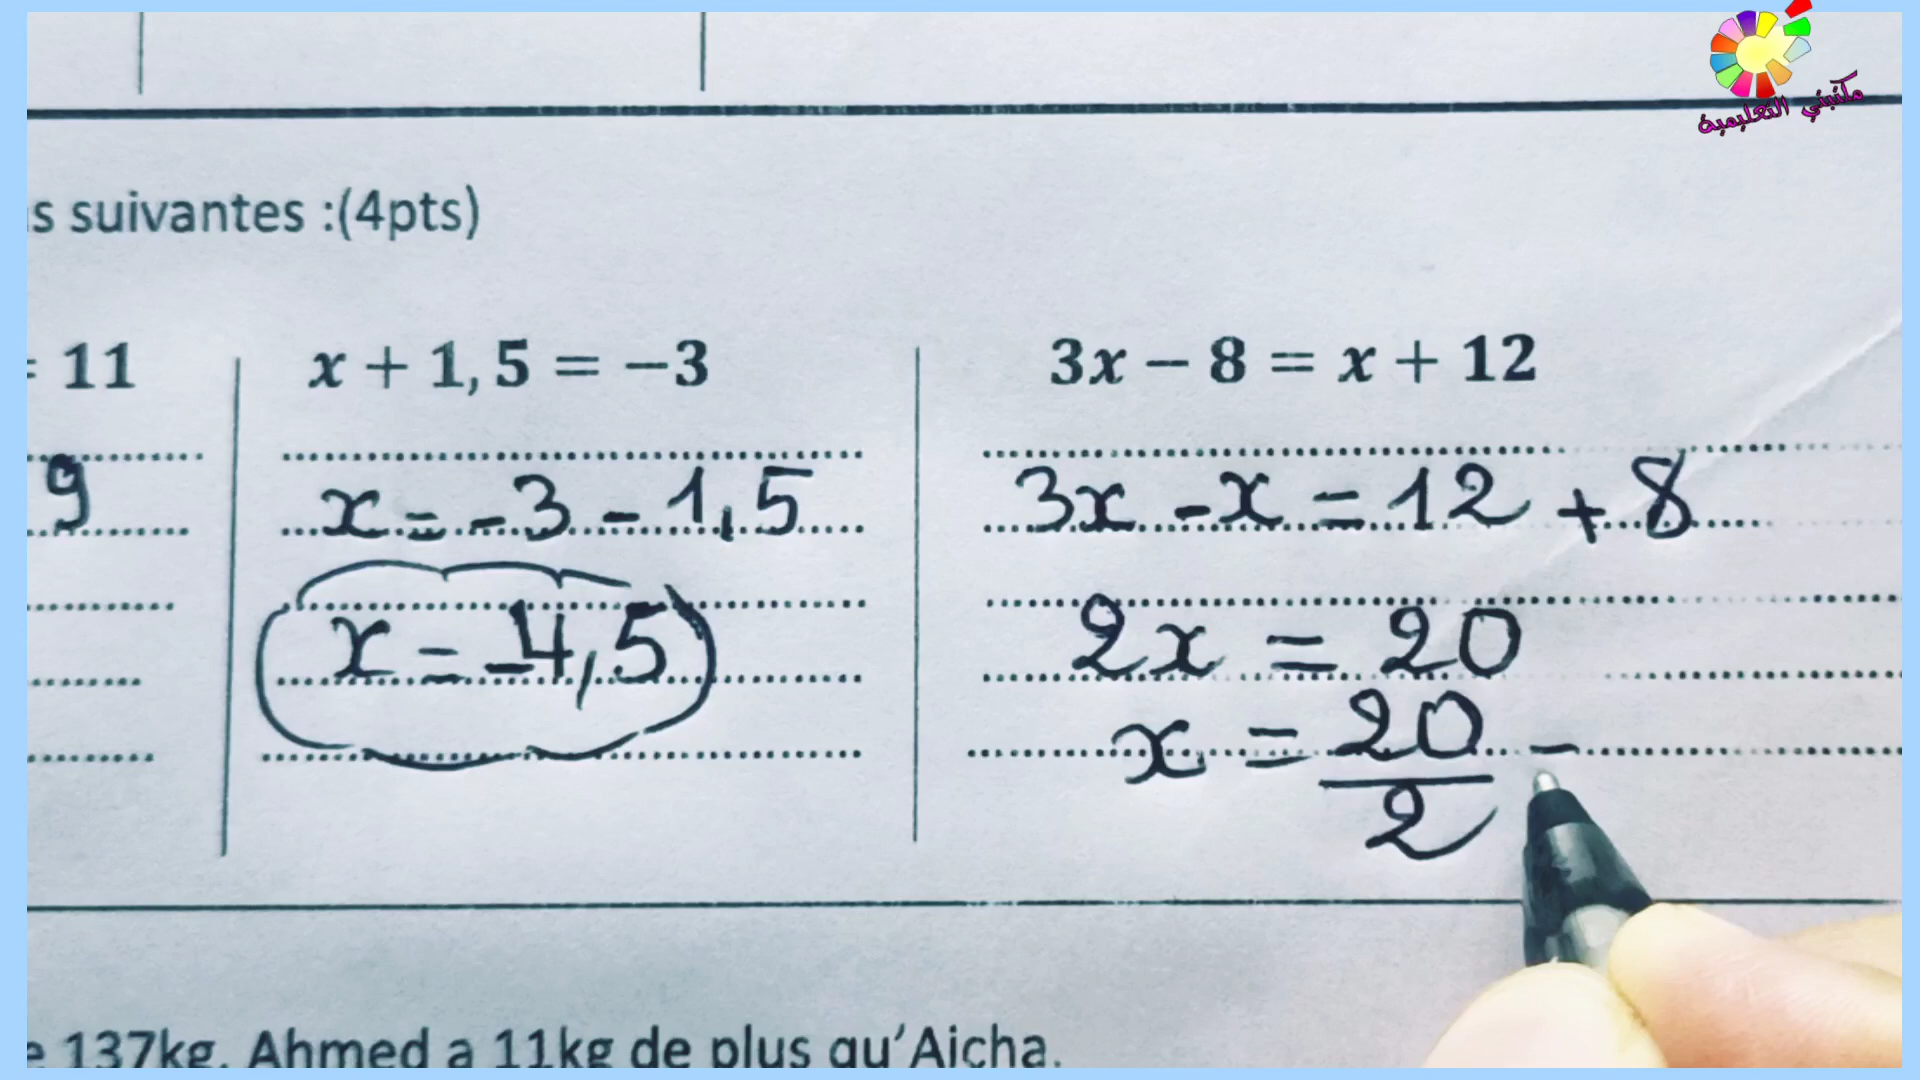 مكتبتي التعليمية
s suivantes :(4pts)
= 11
9
x + 1, 5 = −3
x = -3 - 1,5
x = -4,5
3x − 8 = x + 12
3x - x = 12 + 8
2x = 20
x = 20/2 -
e 137kg. Ahmed a 11kg de plus qu'Aicha.